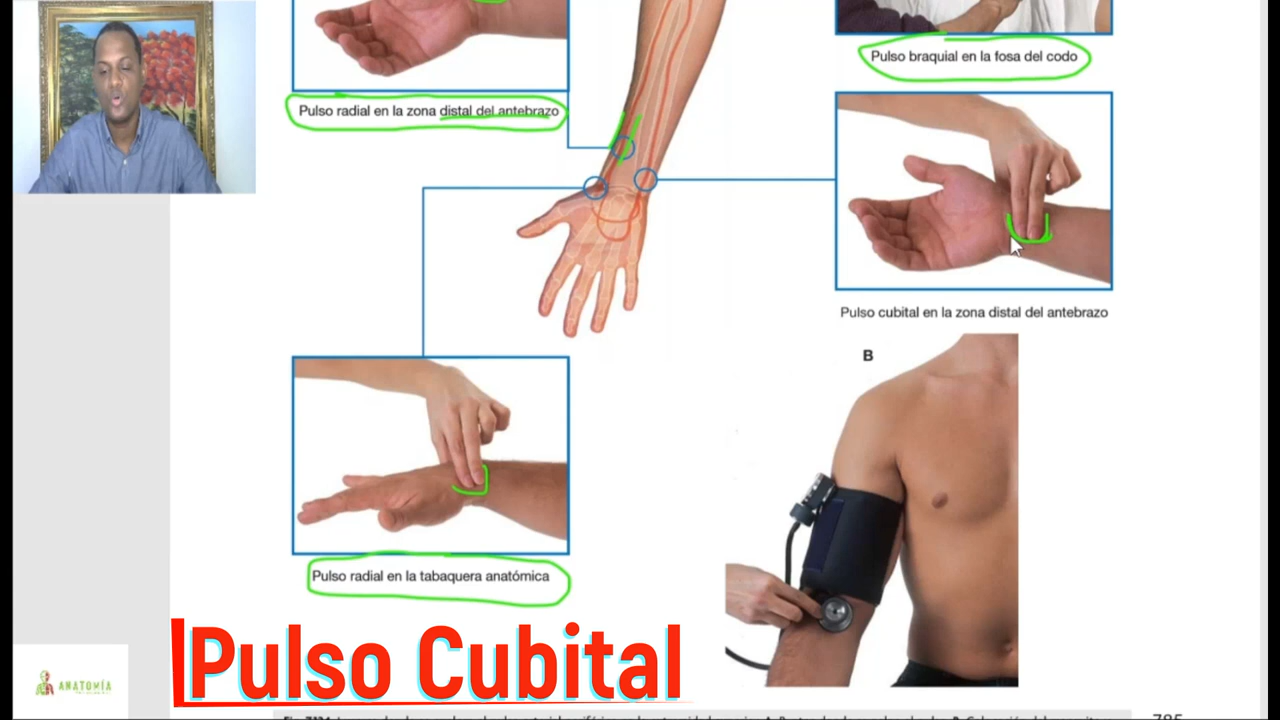 Pulso braquial en la fosa del codo
Pulso radial en la zona distal del antebrazo
Pulso cubital en la zona distal del antebrazo
B
Pulso radial en la tabaquera anatómica
Pulso Cubital
ANATOMÍA